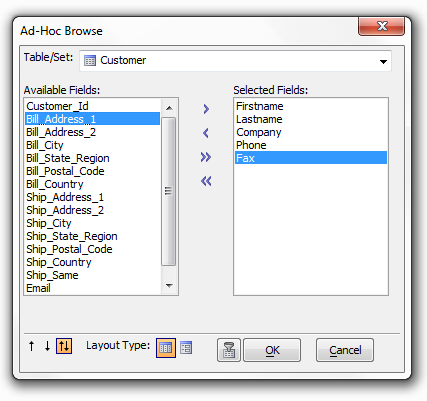 Ad-Hoc Browse
Table/Set: Customer
Available Fields:
Customer_Id
Bill_Address_1
Bill_Address_2
Bill_City
Bill_State_Region
Bill_Postal_Code
Bill_Country
Ship_Address_1
Ship_Address_2
Ship_City
Ship_State_Region
Ship_Postal_Code
Ship_Country
Ship_Same
Email
Selected Fields:
Firstname
Lastname
Company
Phone
Fax
Layout Type:
OK
Cancel